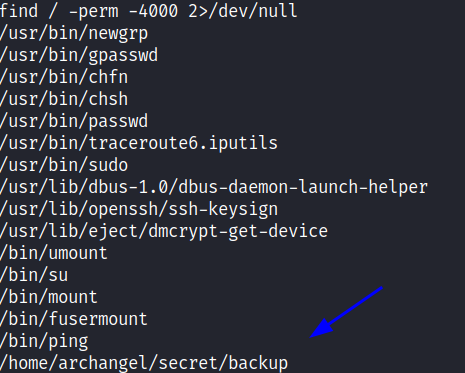 find / -perm -4000 2>/dev/null
/usr/bin/newgrp
/usr/bin/gpasswd
/usr/bin/chfn
/usr/bin/chsh
/usr/bin/passwd
/usr/bin/traceroute6.iputils
/usr/bin/sudo
/usr/lib/dbus-1.0/dbus-daemon-launch-helper
/usr/lib/openssh/ssh-keysign
/usr/lib/eject/dmcrypt-get-device
/bin/umount
/bin/su
/bin/mount
/bin/fusermount
/bin/ping
/home/archangel/secret/backup